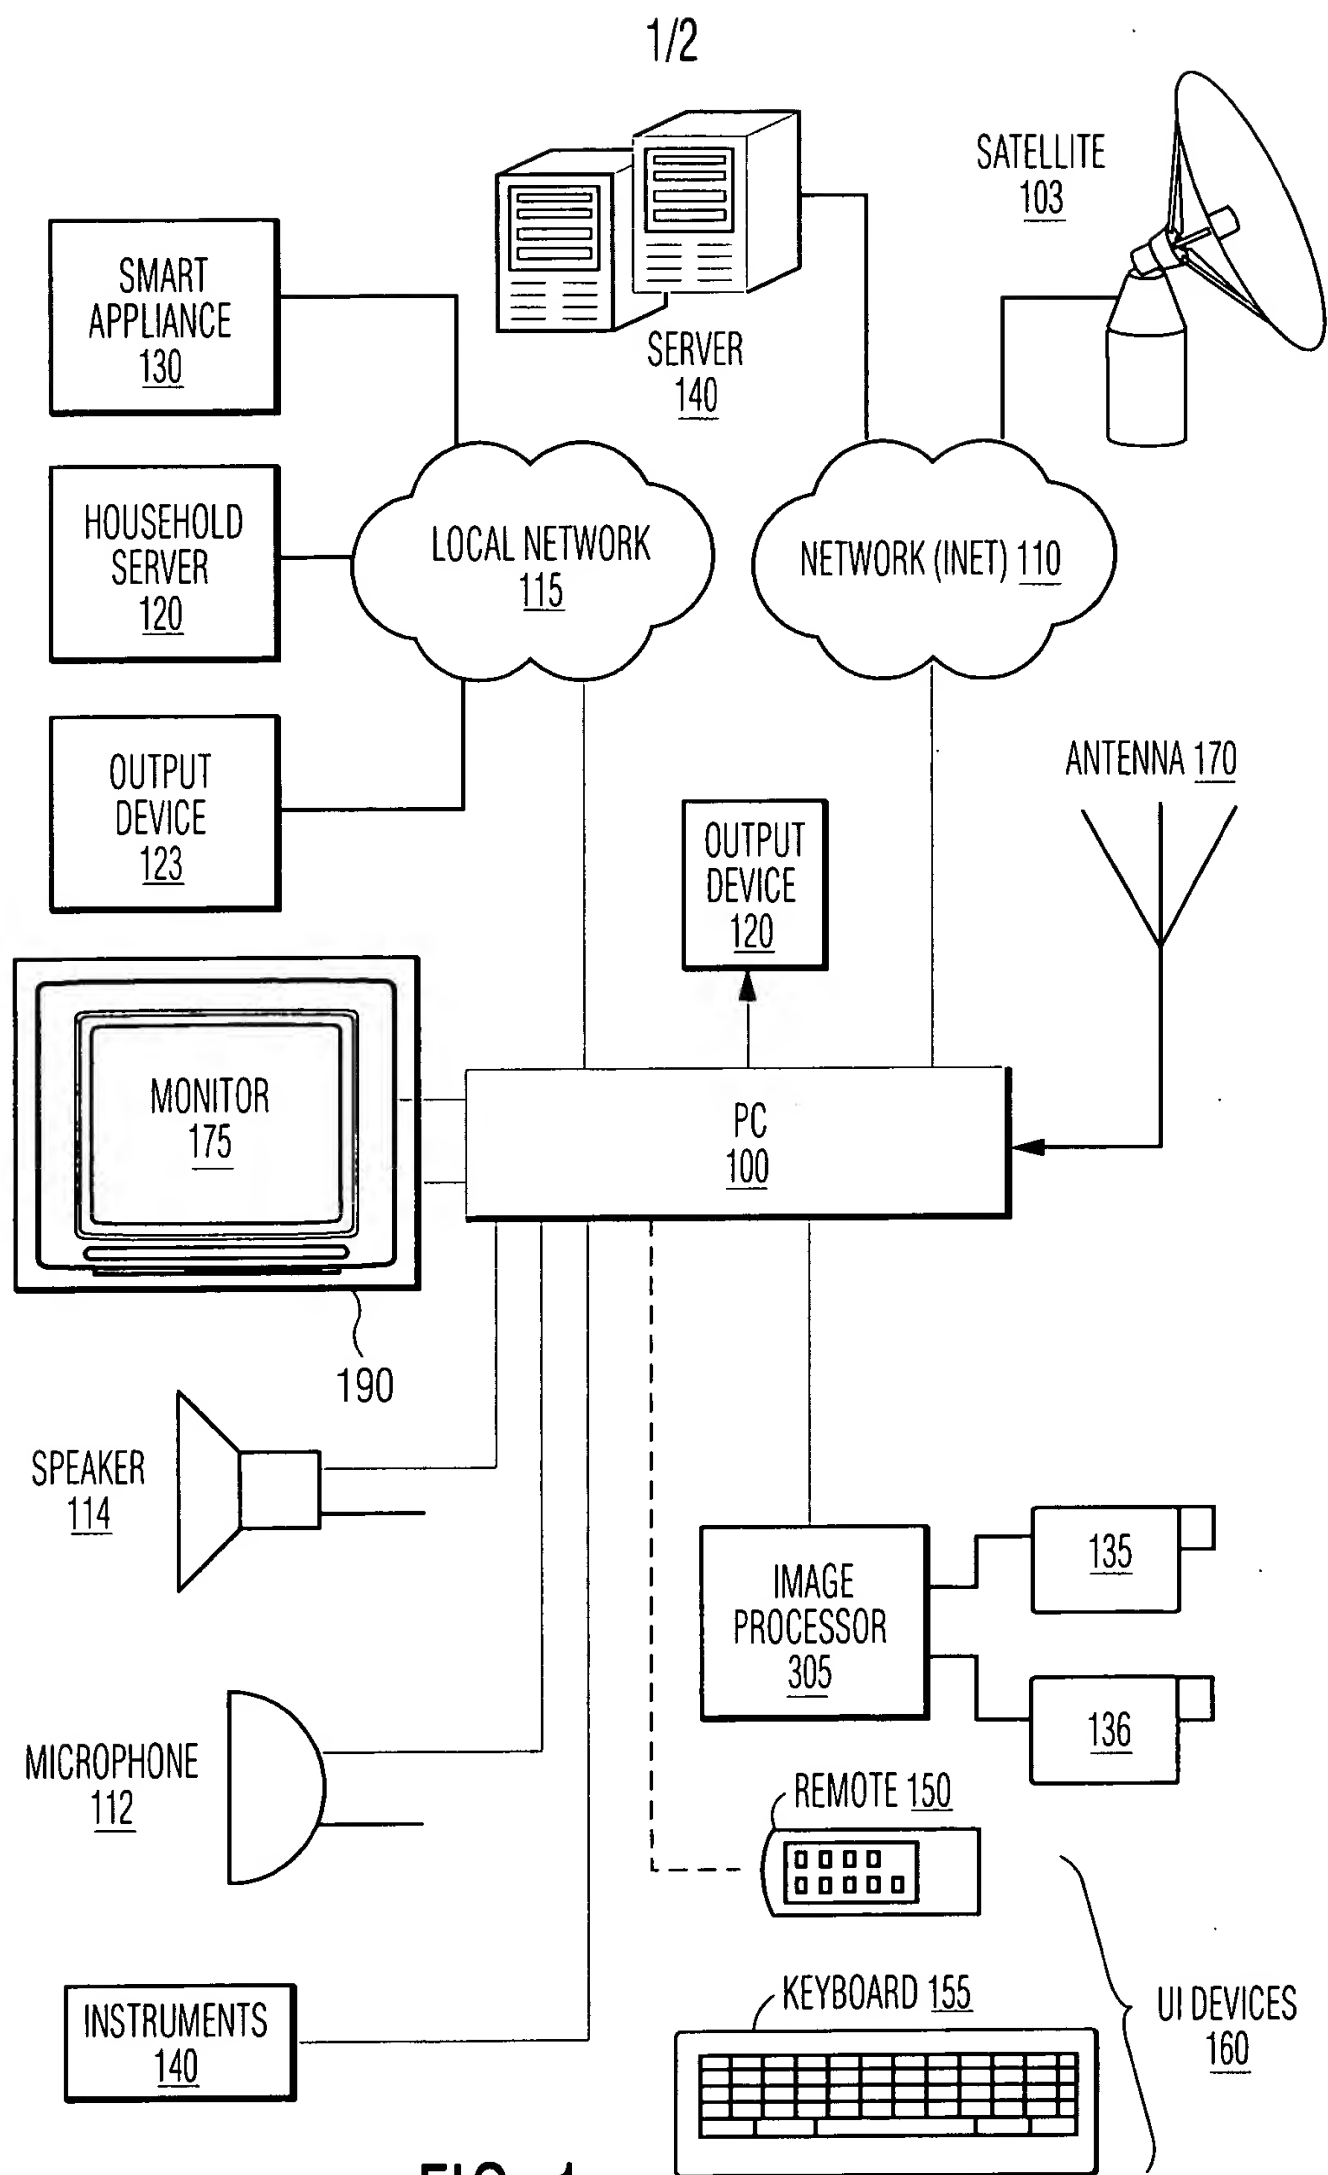 1/2
SATELLITE
103
SMART
APPLIANCE
130
SERVER
140
HOUSEHOLD
SERVER
120
LOCAL NETWORK
115
NETWORK (INET) 110
OUTPUT
DEVICE
123
ANTENNA 170
OUTPUT
DEVICE
120
MONITOR
175
PC
100
190
SPEAKER
114
IMAGE
PROCESSOR
305
135
136
MICROPHONE
112
REMOTE 150
KEYBOARD 155
UI DEVICES
160
INSTRUMENTS
140
FIG. 1